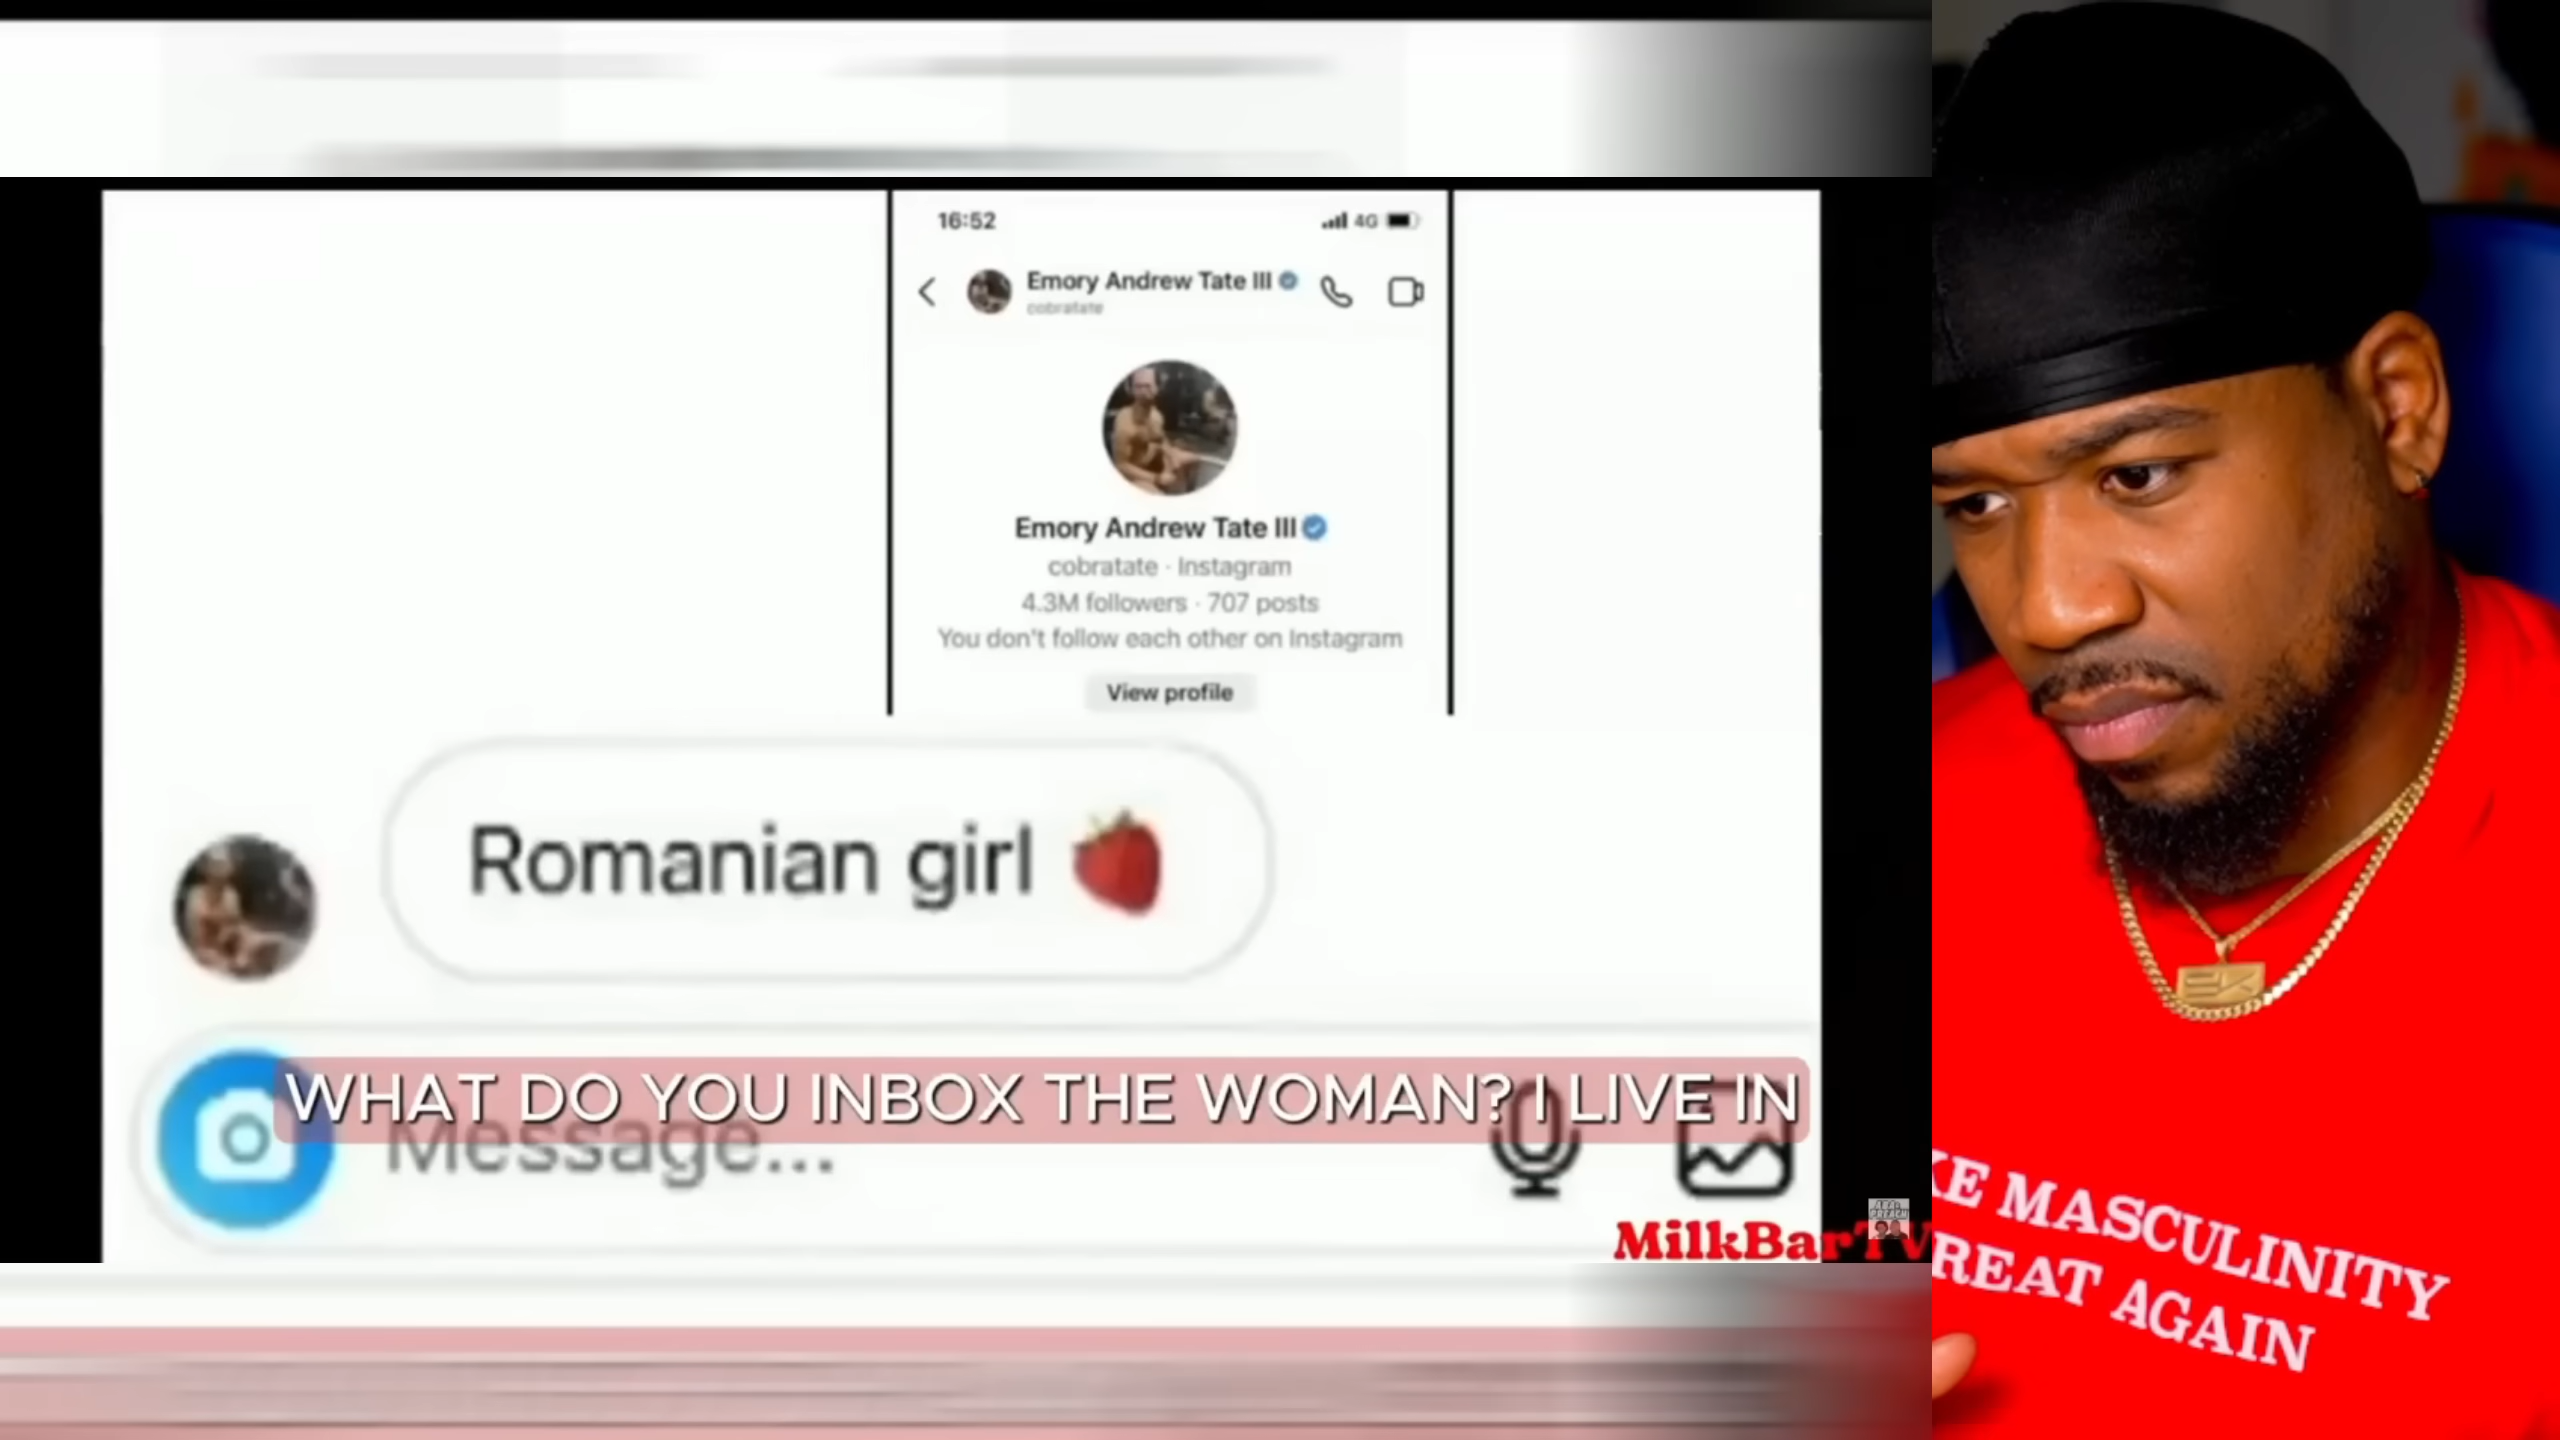 16:52
4G
Emory Andrew Tate III
cobratate
Emory Andrew Tate III
cobratate · Instagram
4.3M followers · 707 posts
You don't follow each other on Instagram
View profile
Romanian girl 🍓
WHAT DO YOU INBOX THE WOMAN? I LIVE IN
Message...
MilkBarTV
KE MASCULINITY
REAT AGAIN